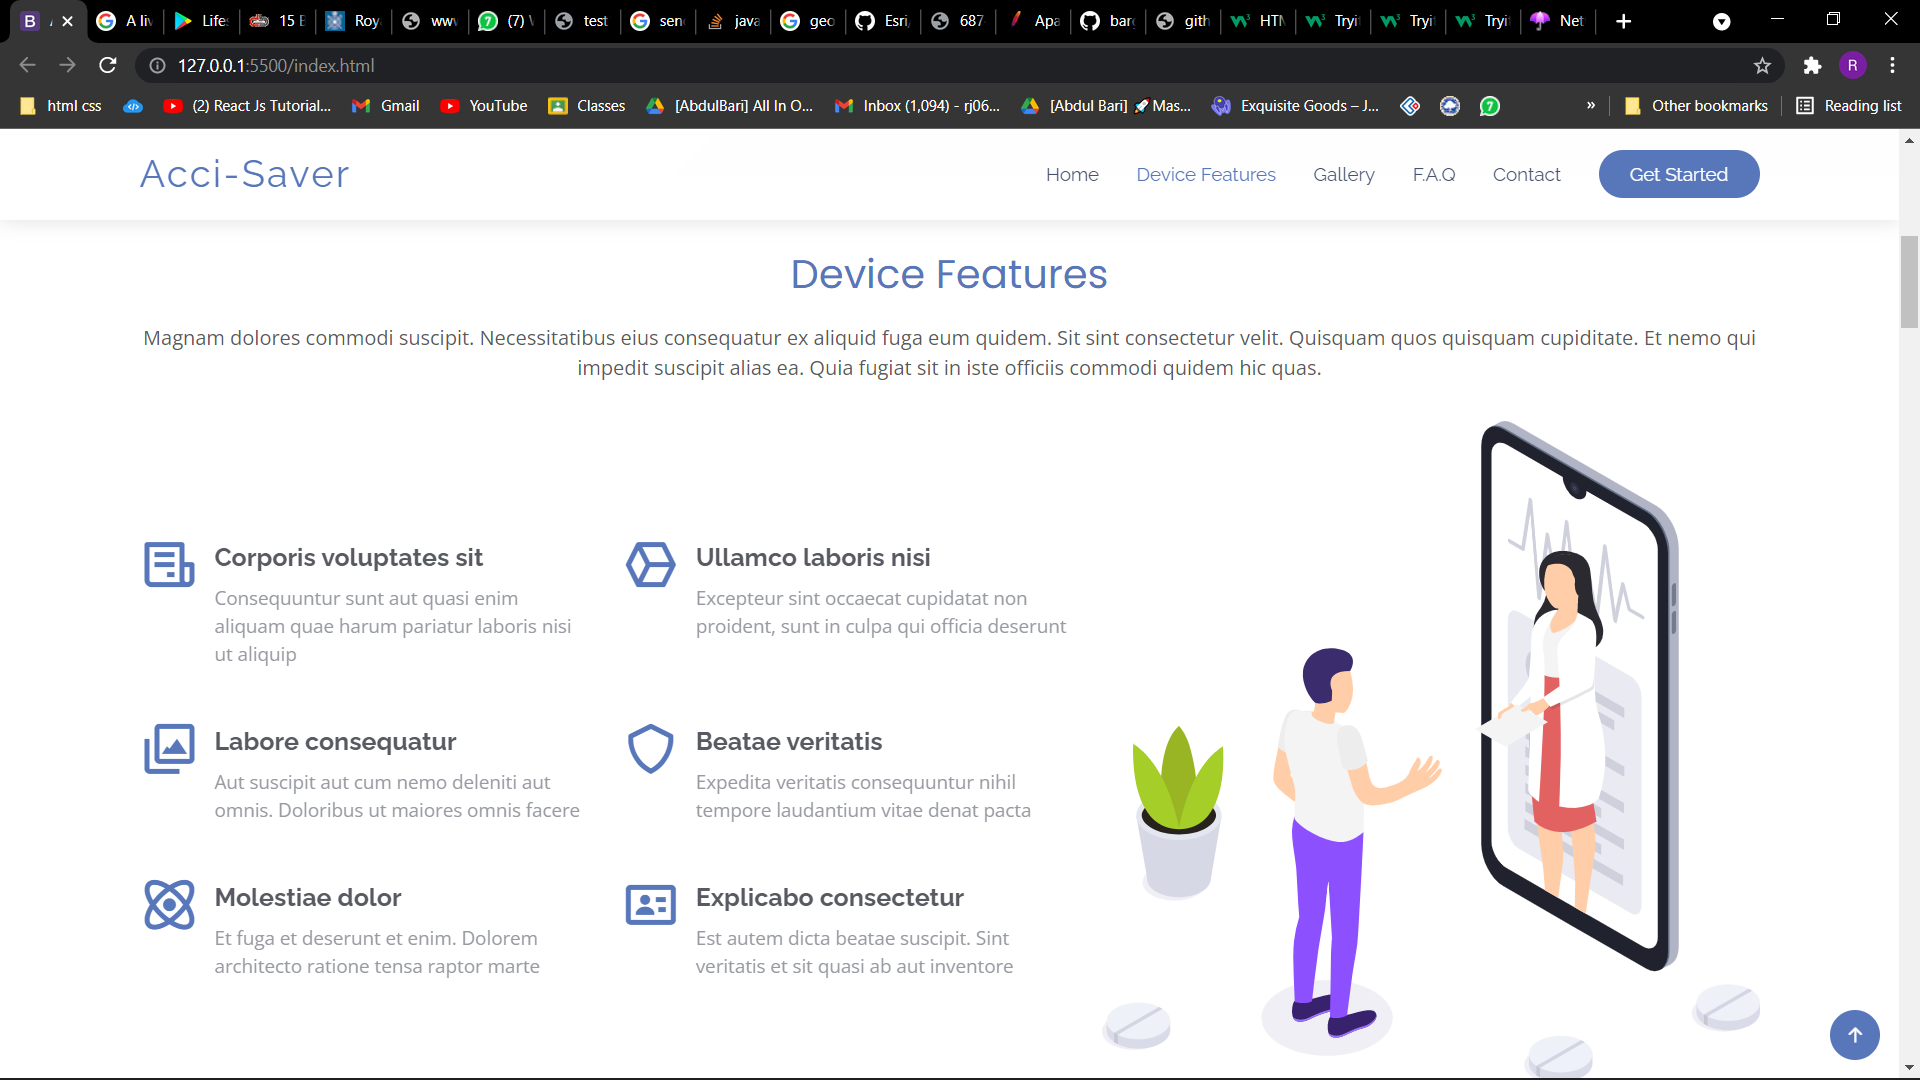 B A li Life 15 E Roy ww (7) test sen java geo Esri 687 Apa bar gith HTM Tryi Tryi Tryi Net
127.0.0.1:5500/index.html R
html css (2) React Js Tutorial... Gmail YouTube Classes [AbdulBari] All In O... Inbox (1,094) - rj06... [Abdul Bari] 🚀 Mas... Exquisite Goods – J... » Other bookmarks Reading list
Acci-Saver Home Device Features Gallery F.A.Q Contact Get Started
Device Features
Magnam dolores commodi suscipit. Necessitatibus eius consequatur ex aliquid fuga eum quidem. Sit sint consectetur velit. Quisquam quos quisquam cupiditate. Et nemo qui
impedit suscipit alias ea. Quia fugiat sit in iste officiis commodi quidem hic quas.
Corporis voluptates sit
Consequuntur sunt aut quasi enim
aliquam quae harum pariatur laboris nisi
ut aliquip
Ullamco laboris nisi
Excepteur sint occaecat cupidatat non
proident, sunt in culpa qui officia deserunt
Labore consequatur
Aut suscipit aut cum nemo deleniti aut
omnis. Doloribus ut maiores omnis facere
Beatae veritatis
Expedita veritatis consequuntur nihil
tempore laudantium vitae denat pacta
Molestiae dolor
Et fuga et deserunt et enim. Dolorem
architecto ratione tensa raptor marte
Explicabo consectetur
Est autem dicta beatae suscipit. Sint
veritatis et sit quasi ab aut inventore